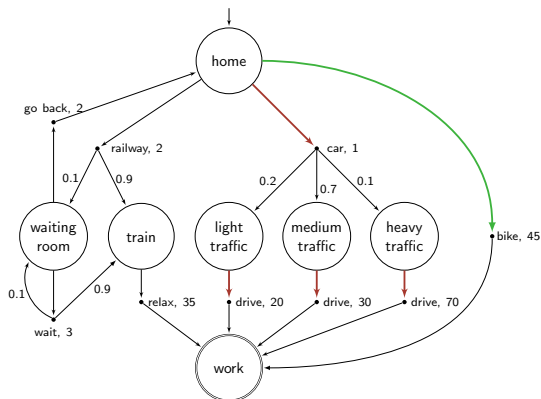 home
go back, 2
railway, 2
car, 1
0.1
0.9
0.2
0.7
0.1
waiting
room
train
light
traffic
medium
traffic
heavy
traffic
bike, 45
0.1
0.9
wait, 3
relax, 35
drive, 20
drive, 30
drive, 70
work